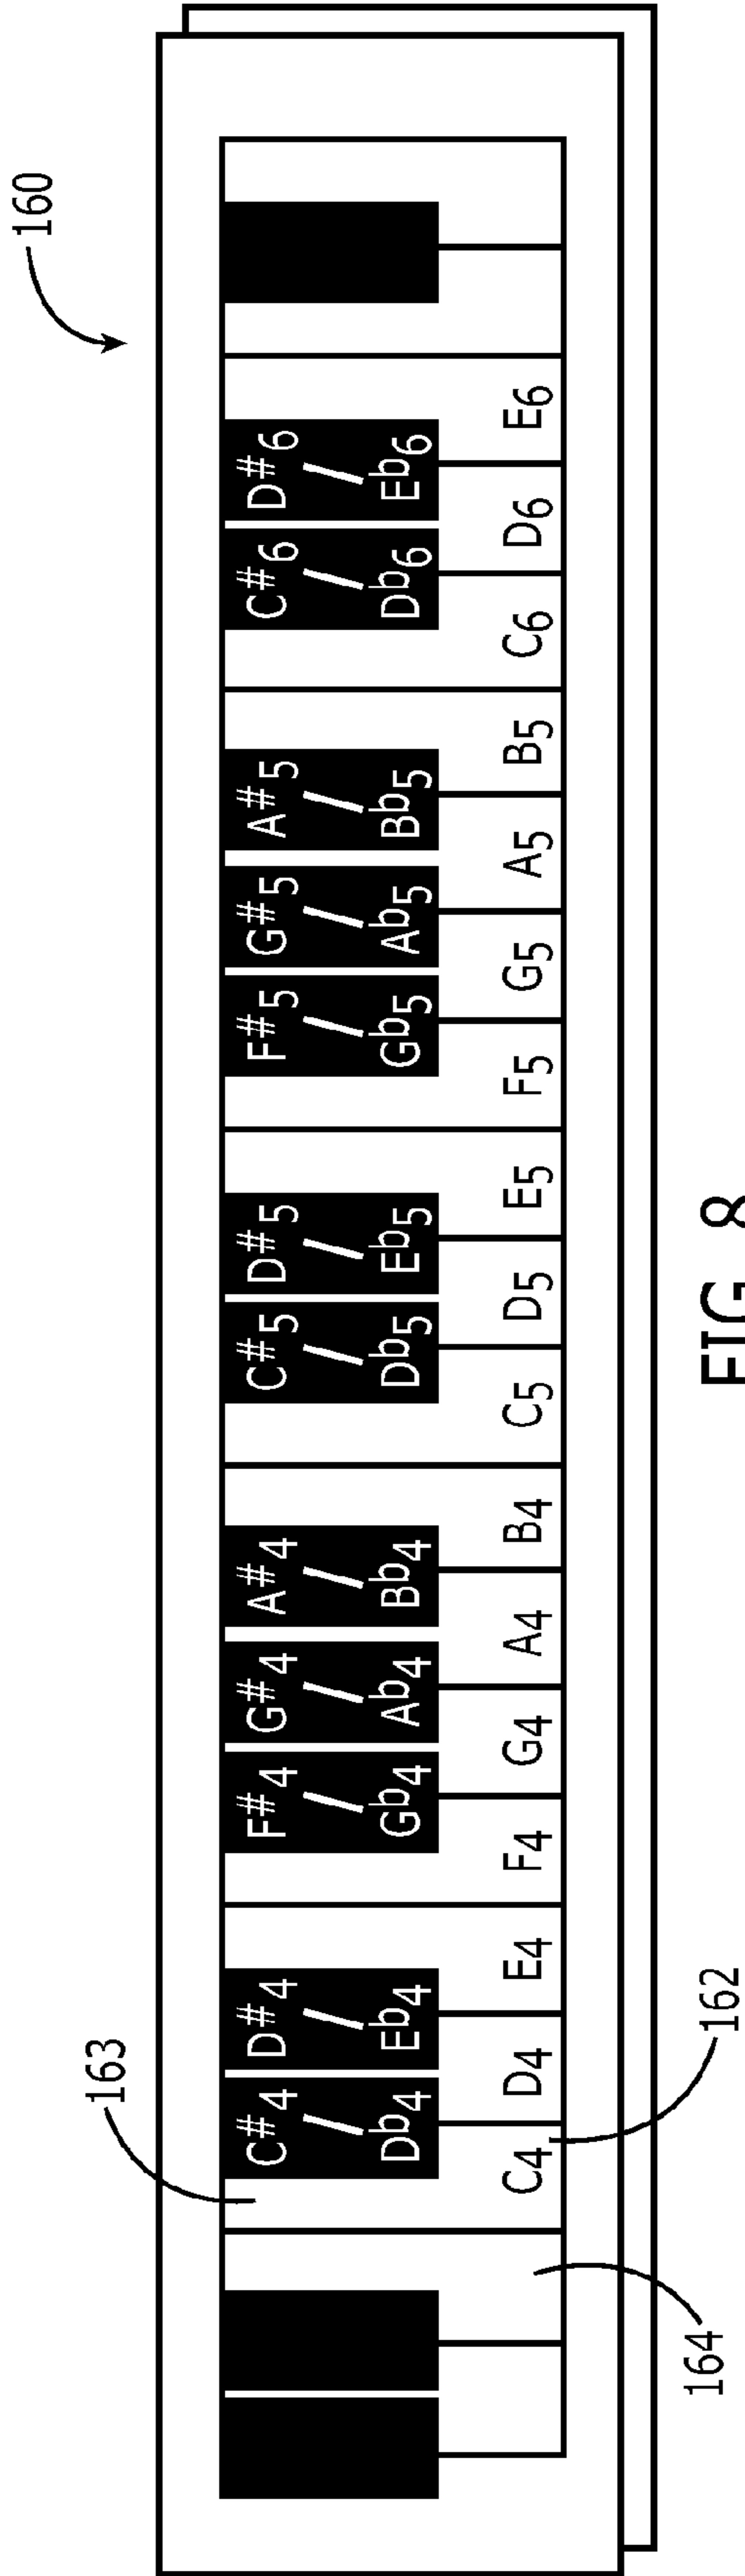 160
163
C#4 / Db4
D#4 / Eb4
F#4 / Gb4
G#4 / Ab4
A#4 / Bb4
C#5 / Db5
D#5 / Eb5
F#5 / Gb5
G#5 / Ab5
A#5 / Bb5
C#6 / Db6
D#6 / Eb6
C4 D4 E4 F4 G4 A4 B4 C5 D5 E5 F5 G5 A5 B5 C6 D6 E6
164
162
FIG. 8